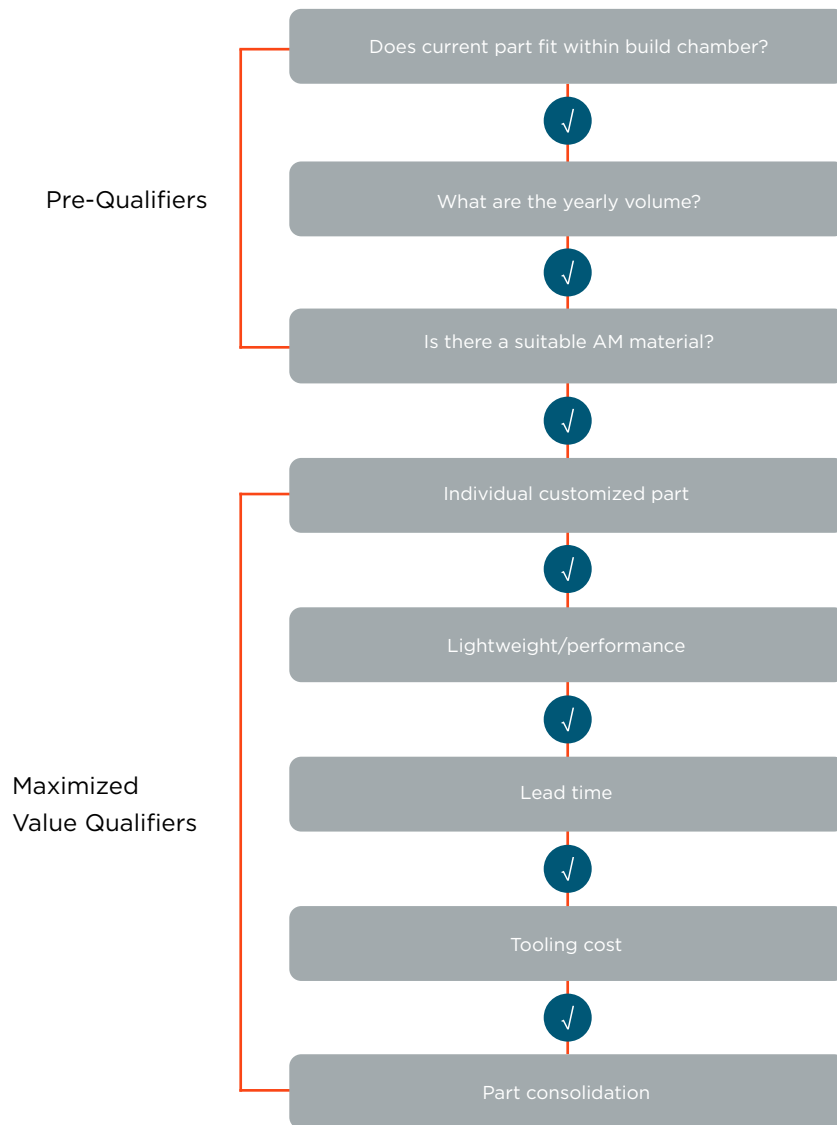 Does current part fit within build chamber?
√
Pre-Qualifiers
What are the yearly volume?
√
Is there a suitable AM material?
√
Individual customized part
√
Lightweight/performance
√
Maximized
Value Qualifiers
Lead time
√
Tooling cost
√
Part consolidation